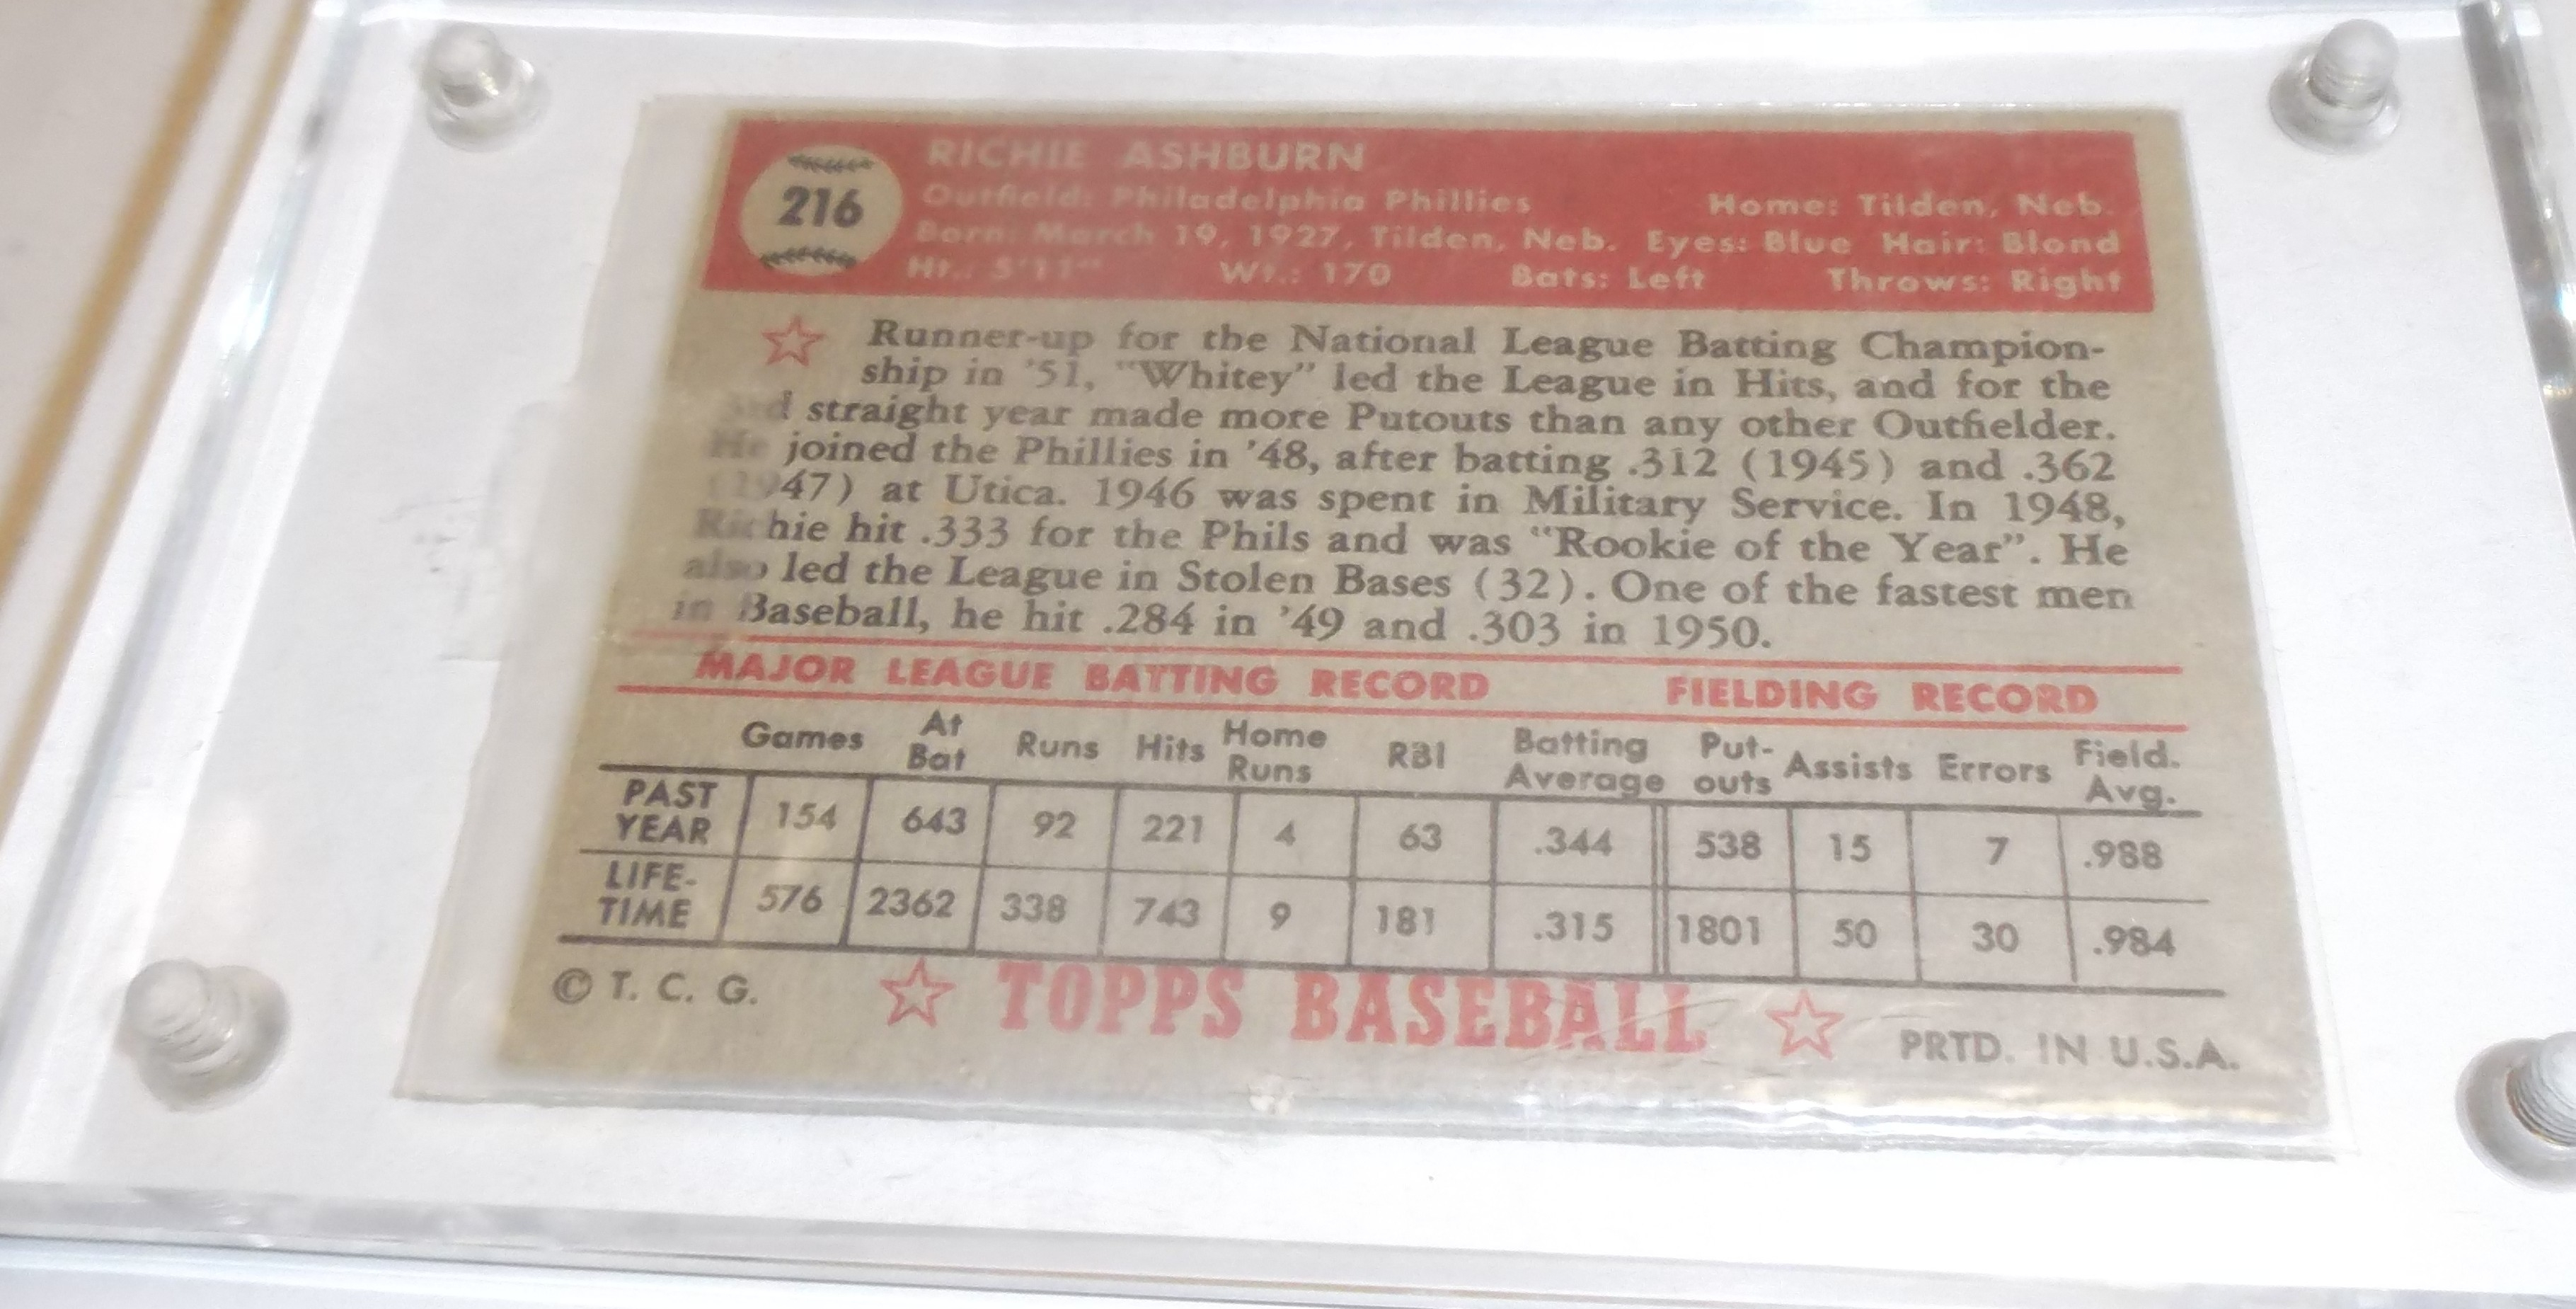 216
RICHIE ASHBURN
Outfield: Philadelphia Phillies Home: Tilden, Neb.
Born: March 19, 1927, Tilden, Neb. Eyes: Blue Hair: Blond
Ht.: 5'11" Wt.: 170 Bats: Left Throws: Right
Runner-up for the National League Batting Champion-
ship in '51, "Whitey" led the League in Hits, and for the
3rd straight year made more Putouts than any other Outfielder.
He joined the Phillies in '48, after batting .312 (1945) and .362
(1947) at Utica. 1946 was spent in Military Service. In 1948,
Richie hit .333 for the Phils and was "Rookie of the Year". He
also led the League in Stolen Bases (32). One of the fastest men
in Baseball, he hit .284 in '49 and .303 in 1950.
MAJOR LEAGUE BATTING RECORD FIELDING RECORD
Games At Bat Runs Hits Home Runs RBI Batting Average Put-outs Assists Errors Field. Avg.
PAST YEAR 154 643 92 221 4 63 .344 538 15 7 .988
LIFE-TIME 576 2362 338 743 9 181 .315 1801 50 30 .984
© T. C. G. TOPPS BASEBALL PRTD. IN U.S.A.